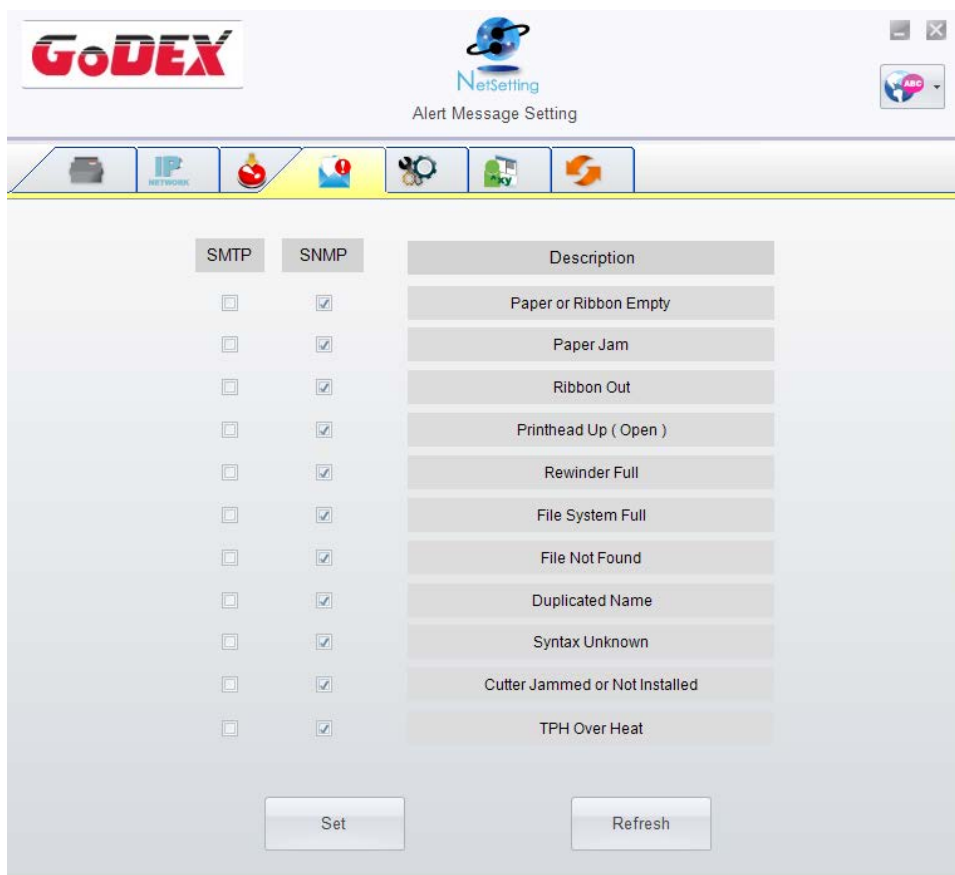 GoDEX
NetSetting
Alert Message Setting
ABC
IP
NETWORK
^XY
SMTP SNMP Description
Paper or Ribbon Empty
Paper Jam
Ribbon Out
Printhead Up ( Open )
Rewinder Full
File System Full
File Not Found
Duplicated Name
Syntax Unknown
Cutter Jammed or Not Installed
TPH Over Heat
Set Refresh